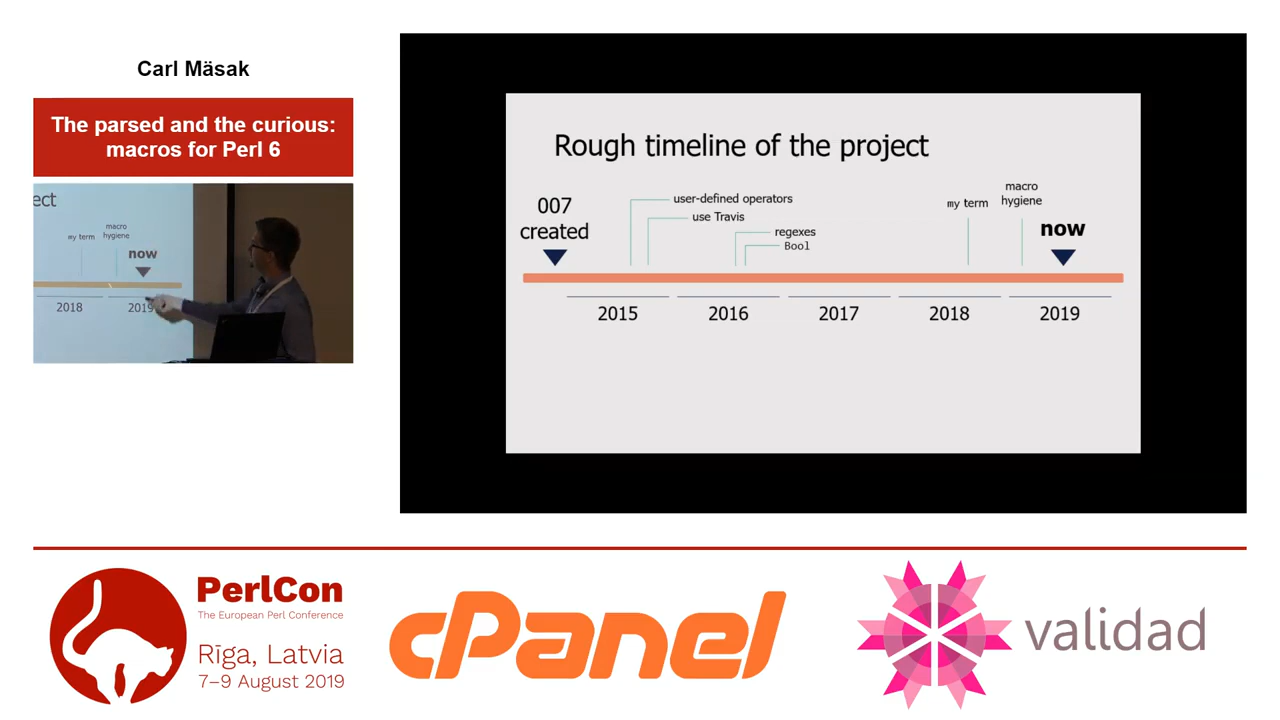 Carl Mäsak
The parsed and the curious:
macros for Perl 6
ect
my term
macro
hygiene
now
2018
2019
Rough timeline of the project
007
created
user-defined operators
use Travis
regexes
Bool
my term
macro
hygiene
now
2015
2016
2017
2018
2019
PerlCon
The European Perl Conference
Rīga, Latvia
7–9 August 2019
cPanel
validad